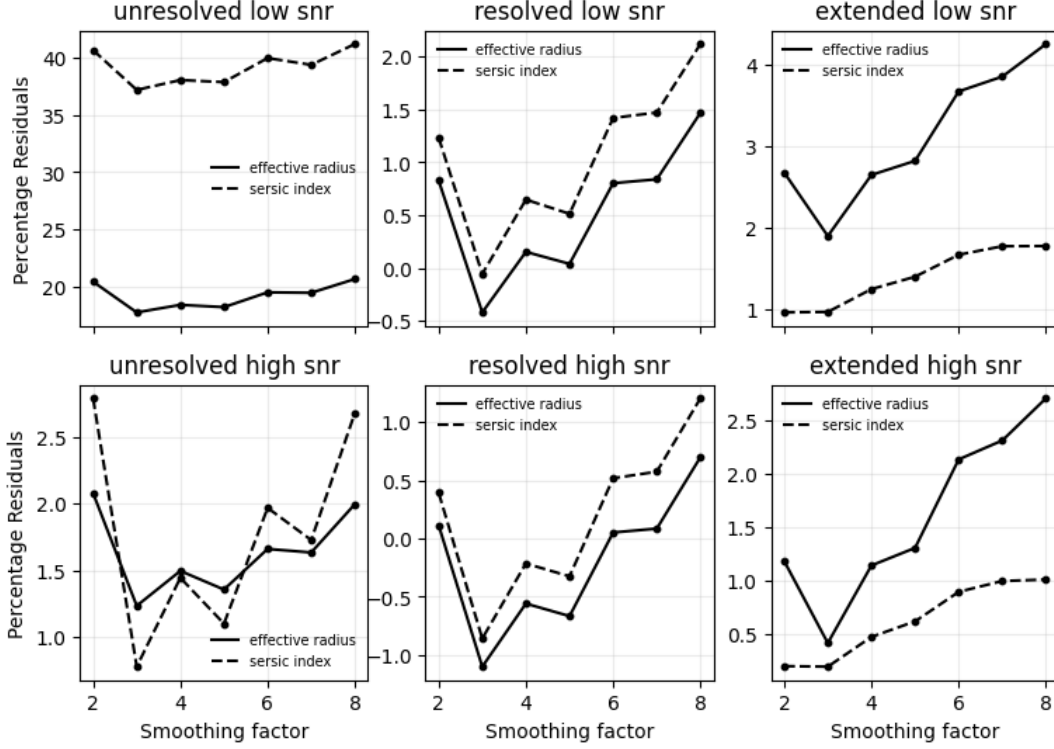 unresolved low snr
resolved low snr
extended low snr
Percentage Residuals
40
35
30
25
20
effective radius
sersic index
2.0
1.5
1.0
0.5
0.0
−0.5
effective radius
sersic index
4
3
2
1
effective radius
sersic index
unresolved high snr
resolved high snr
extended high snr
Percentage Residuals
2.5
2.0
1.5
1.0
effective radius
sersic index
2 4 6 8
Smoothing factor
1.0
0.5
0.0
−0.5
−1.0
effective radius
sersic index
2 4 6 8
Smoothing factor
2.5
2.0
1.5
1.0
0.5
effective radius
sersic index
2 4 6 8
Smoothing factor